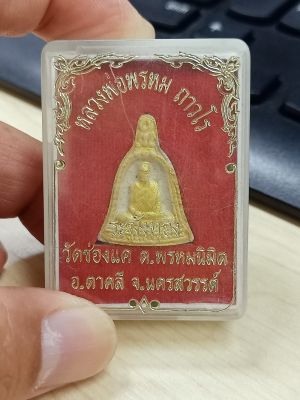 หลวงพ่อพรหม ถาวโร
วัดช่องแค ต.พรหมนิมิต
อ.ตาคลี จ.นครสวรรค์